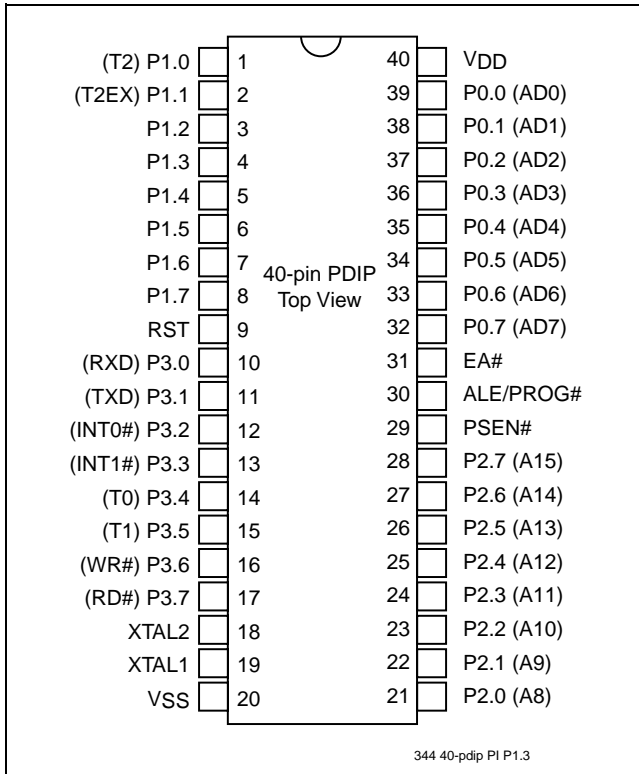 (T2) P1.0 1 40 VDD
(T2EX) P1.1 2 39 P0.0 (AD0)
P1.2 3 38 P0.1 (AD1)
P1.3 4 37 P0.2 (AD2)
P1.4 5 36 P0.3 (AD3)
P1.5 6 35 P0.4 (AD4)
P1.6 7 34 P0.5 (AD5)
40-pin PDIP
P1.7 8 33 P0.6 (AD6)
Top View
RST 9 32 P0.7 (AD7)
(RXD) P3.0 10 31 EA#
(TXD) P3.1 11 30 ALE/PROG#
(INT0#) P3.2 12 29 PSEN#
(INT1#) P3.3 13 28 P2.7 (A15)
(T0) P3.4 14 27 P2.6 (A14)
(T1) P3.5 15 26 P2.5 (A13)
(WR#) P3.6 16 25 P2.4 (A12)
(RD#) P3.7 17 24 P2.3 (A11)
XTAL2 18 23 P2.2 (A10)
XTAL1 19 22 P2.1 (A9)
VSS 20 21 P2.0 (A8)
344 40-pdip PI P1.3